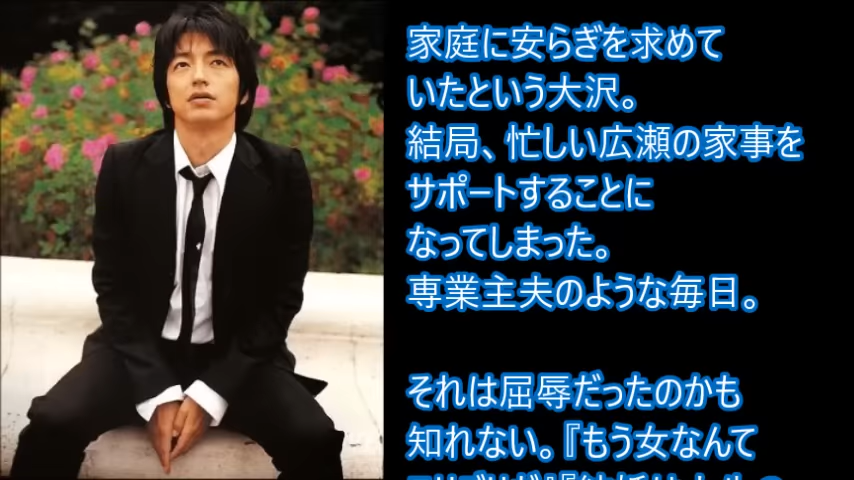 家庭に安らぎを求めて
いたという大沢。
結局、忙しい広瀬の家事を
サポートすることに
なってしまった。
専業主夫のような毎日。
それは屈辱だったのかも
知れない。『もう女なんて